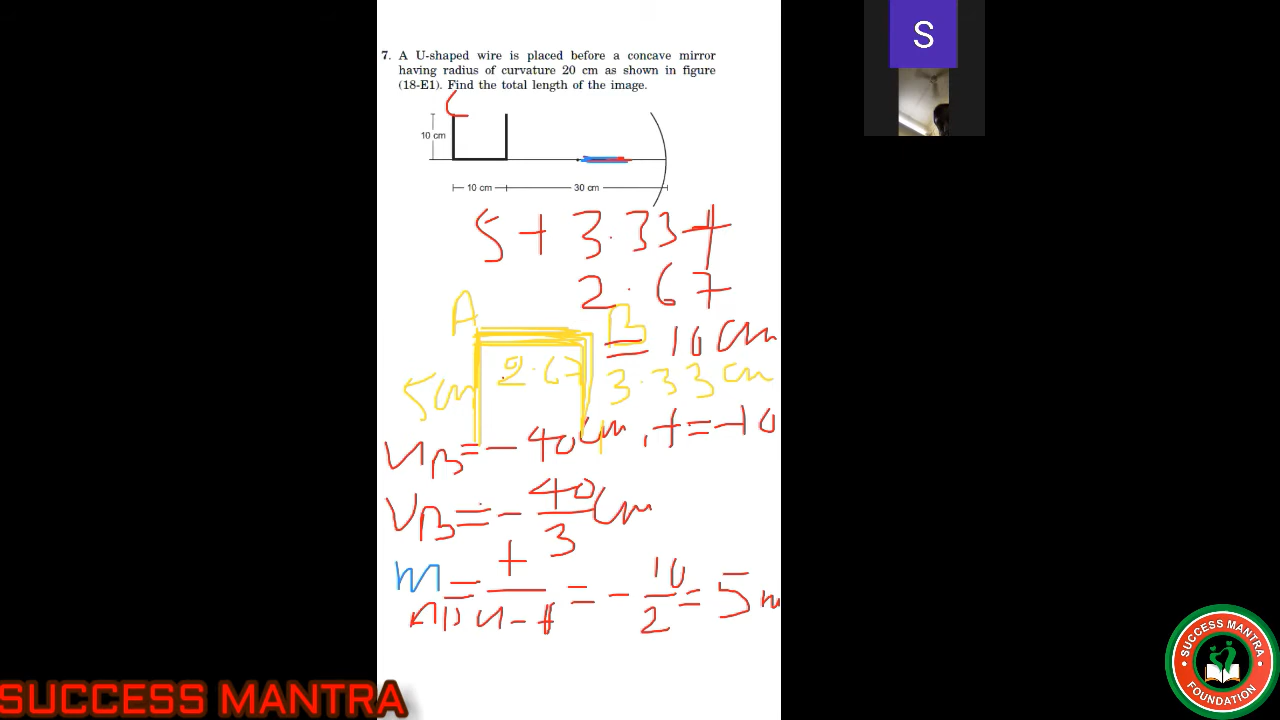 S
7. A U-shaped wire is placed before a concave mirror
having radius of curvature 20 cm as shown in figure
(18-E1). Find the total length of the image.
10 cm
10 cm
30 cm
5 + 3.33 +
2.67
= 10 cm
A
B
2.67
5 cm
3.33 cm
uB = - 40 cm, f = -10
vB = - 40/3 cm
m = f/u-f = - 10/2 = 5
SUCCESS MANTRA
SUCCESS MANTRA
FOUNDATION